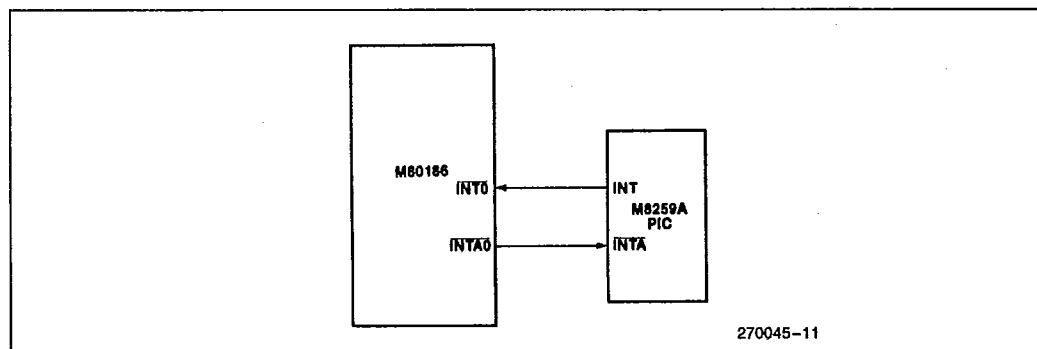 M80186
INT0
INT
M8259A
PIC
INTA0
INTA
270045-11